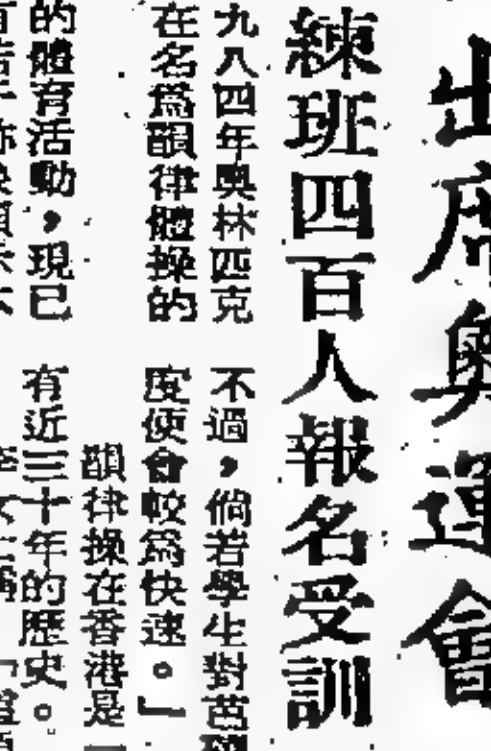 出席奧運會
練班四百人報名受訓
九八四年奧林匹克
在名爲韻律體操的
的體育活動，現已
不過，倘若學生對芭
度便會較爲快速。」
韻律操在香港是
有近三十年的歷史。